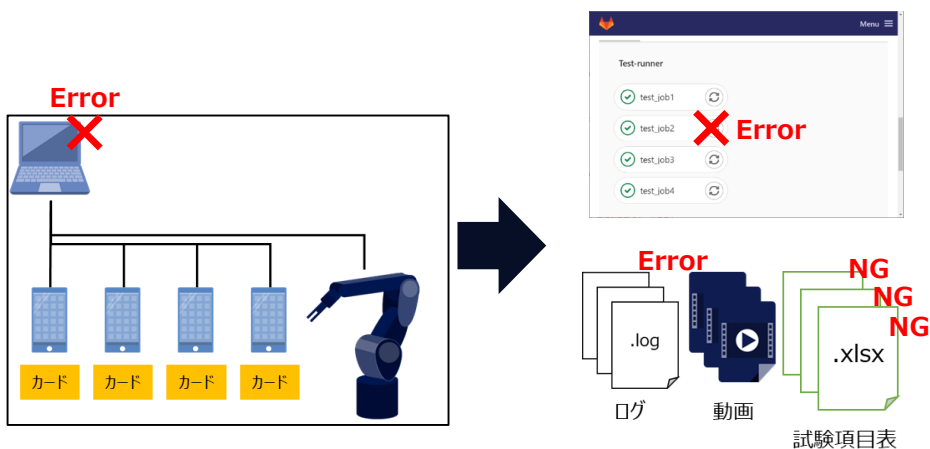 Error
カード
カード
カード
カード
Menu
Test-runner
test_job1
test_job2
Error
test_job3
test_job4
Error
.log
ログ
動画
NG
NG
NG
.xlsx
試験項目表